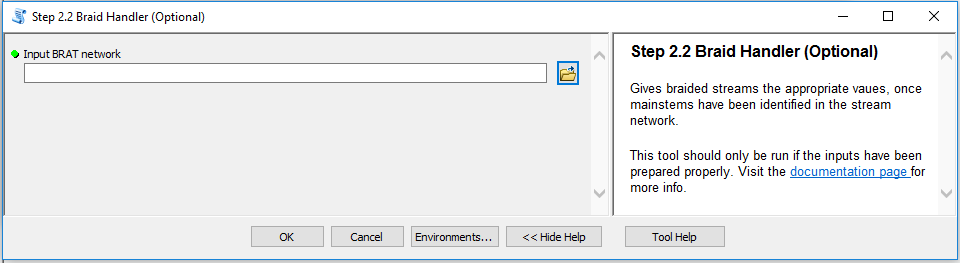 Step 2.2 Braid Handler (Optional)
Input BRAT network
Step 2.2 Braid Handler (Optional)
Gives braided streams the appropriate vaues, once
mainstems have been identified in the stream
network.
This tool should only be run if the inputs have been
prepared properly. Visit the documentation page for
more info.
OK
Cancel
Environments...
<< Hide Help
Tool Help